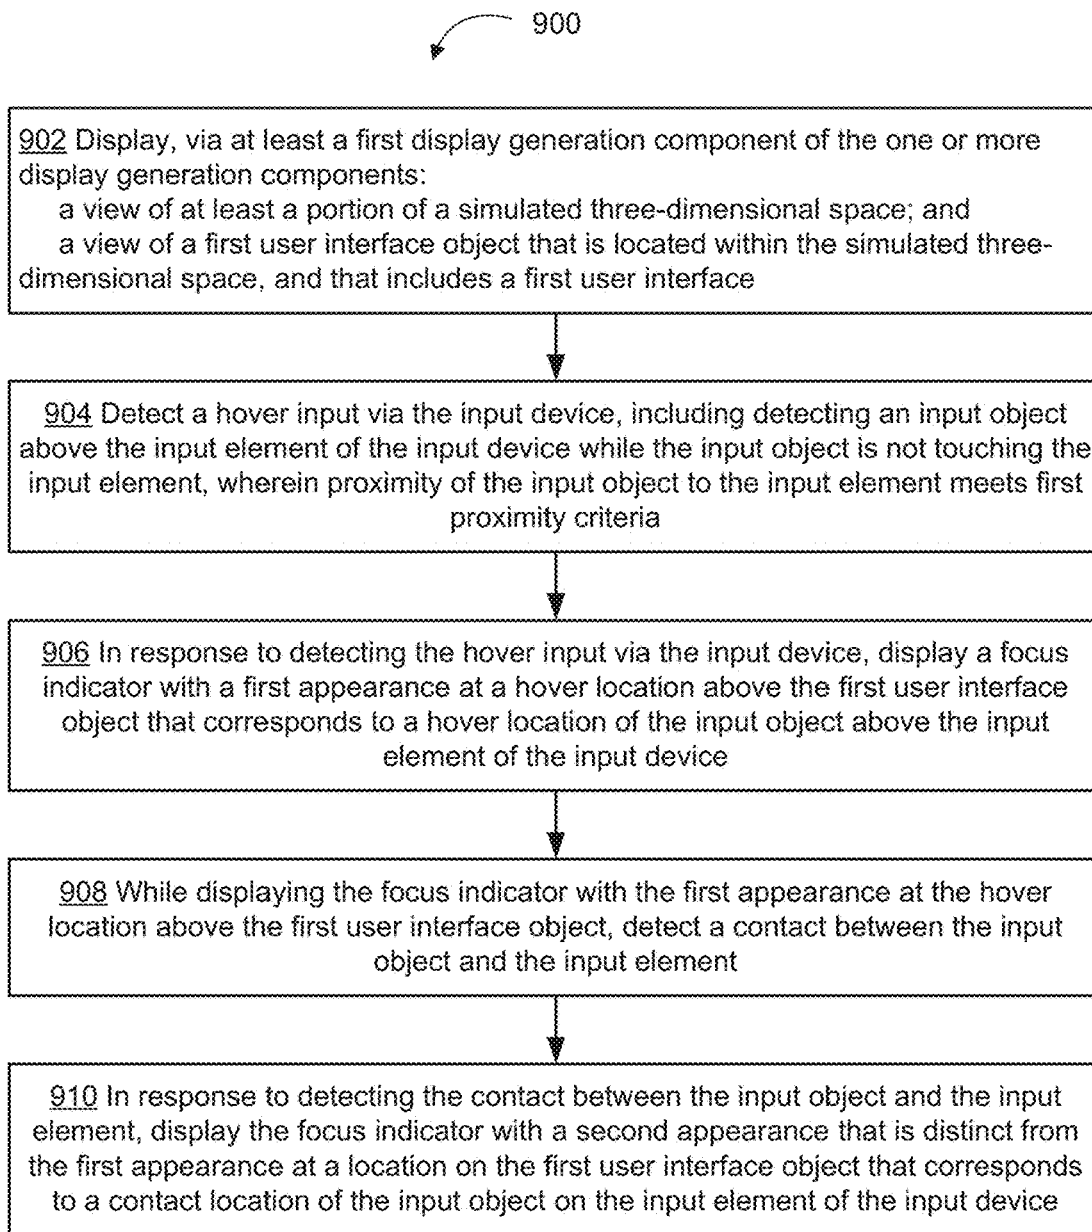 900
902 Display, via at least a first display generation component of the one or more
display generation components:
a view of at least a portion of a simulated three-dimensional space; and
a view of a first user interface object that is located within the simulated three-
dimensional space, and that includes a first user interface
904 Detect a hover input via the input device, including detecting an input object
above the input element of the input device while the input object is not touching the
input element, wherein proximity of the input object to the input element meets first
proximity criteria
906 In response to detecting the hover input via the input device, display a focus
indicator with a first appearance at a hover location above the first user interface
object that corresponds to a hover location of the input object above the input
element of the input device
908 While displaying the focus indicator with the first appearance at the hover
location above the first user interface object, detect a contact between the input
object and the input element
910 In response to detecting the contact between the input object and the input
element, display the focus indicator with a second appearance that is distinct from
the first appearance at a location on the first user interface object that corresponds
to a contact location of the input object on the input element of the input device